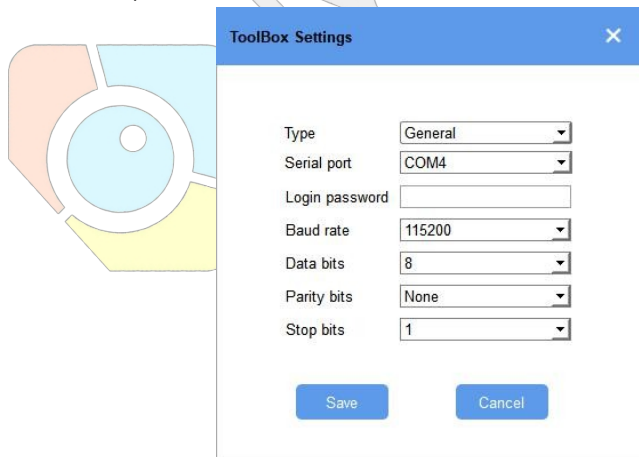 ToolBox Settings
Type General
Serial port COM4
Login password
Baud rate 115200
Data bits 8
Parity bits None
Stop bits 1
Save Cancel